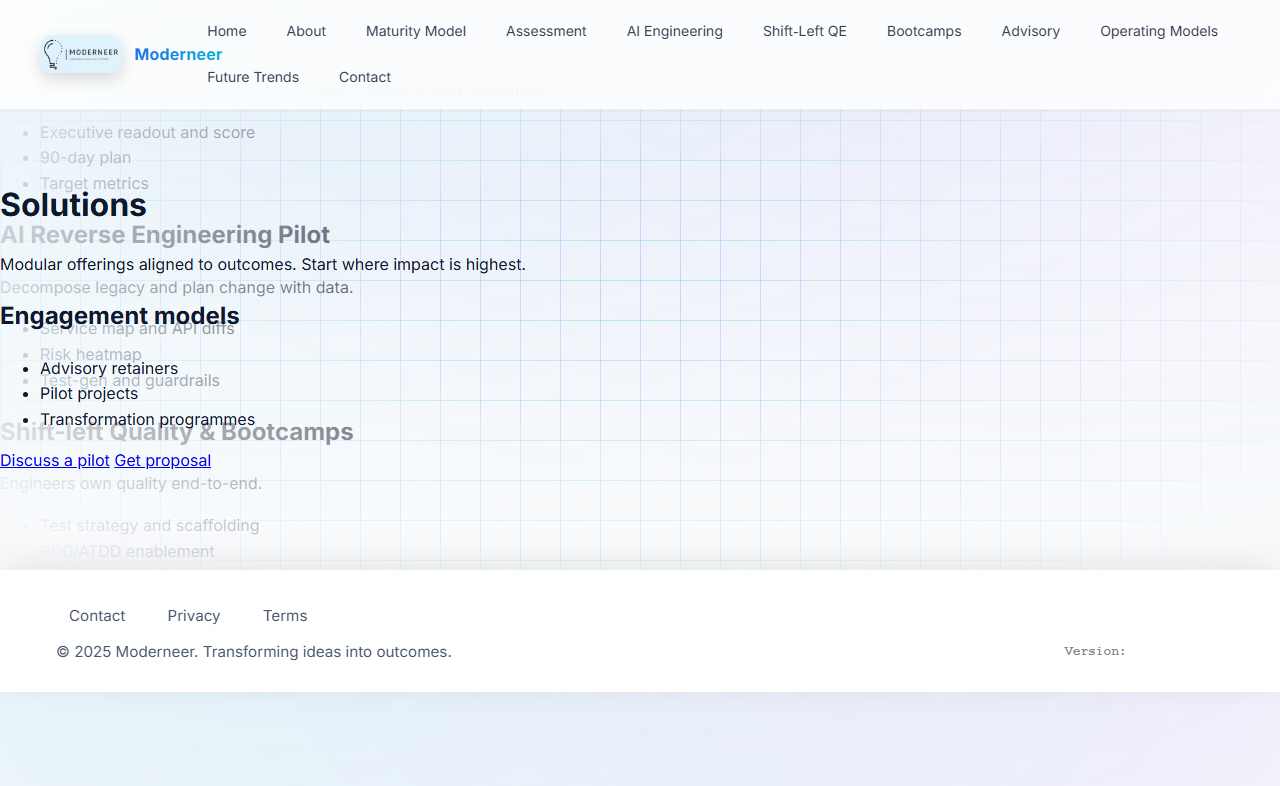 Home About Maturity Model Assessment AI Engineering Shift-Left QE Bootcamps Advisory Operating Models
MODERNEER
Moderneer
Future Trends Contact
Executive readout and score
90-day plan
Target metrics
Solutions
AI Reverse Engineering Pilot
Modular offerings aligned to outcomes. Start where impact is highest.
Decompose legacy and plan change with data.
Engagement models
Service map and API diffs
Risk heatmap
Advisory retainers
Test-gen and guardrails
Pilot projects
Transformation programmes
Shift-left Quality & Bootcamps
Discuss a pilot Get proposal
Engineers own quality end-to-end.
Test strategy and scaffolding
BDD/ATDD enablement
Contact Privacy Terms
© 2025 Moderneer. Transforming ideas into outcomes.
Version: